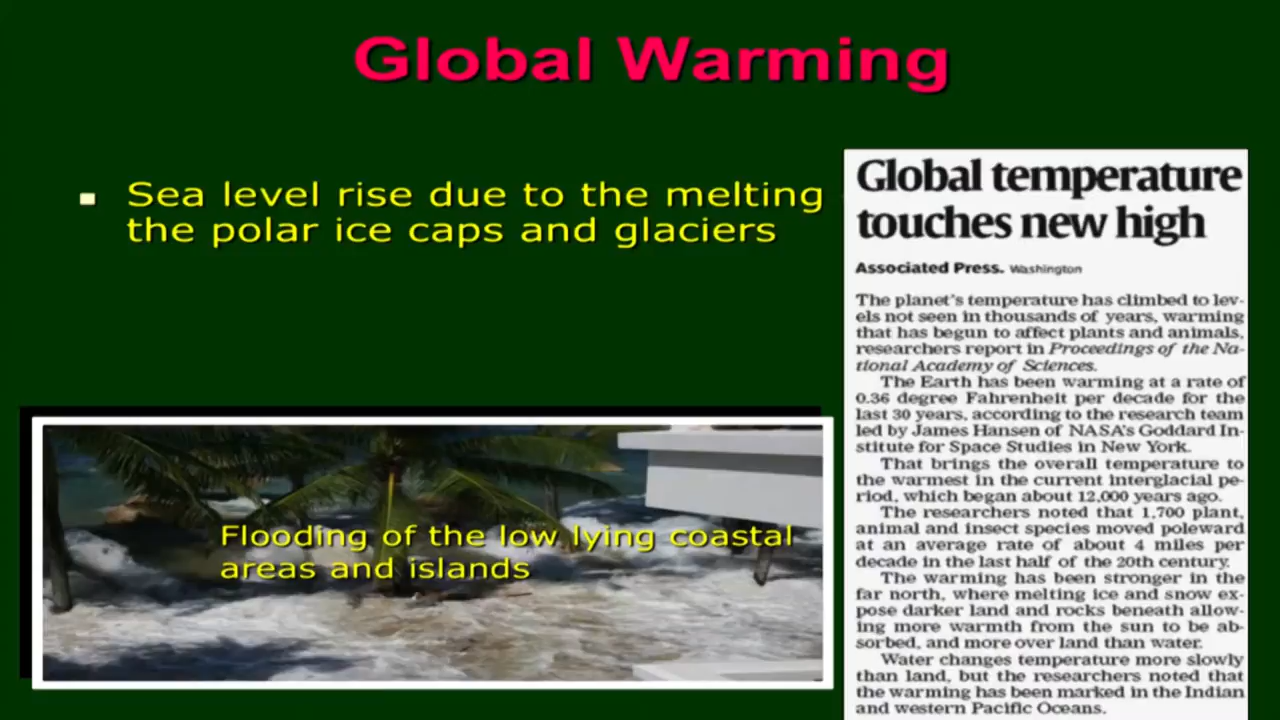 Global Warming
Sea level rise due to the melting
the polar ice caps and glaciers
Flooding of the low lying coastal
areas and islands
Global temperature
touches new high
Associated Press. Washington
The planet's temperature has climbed to lev-
els not seen in thousands of years, warming
that has begun to affect plants and animals,
researchers report in Proceedings of the Na-
tional Academy of Sciences.
The Earth has been warming at a rate of
0.36 degree Fahrenheit per decade for the
last 30 years, according to the research team
led by James Hansen of NASA's Goddard In-
stitute for Space Studies in New York.
That brings the overall temperature to
the warmest in the current interglacial pe-
riod, which began about 12,000 years ago.
The researchers noted that 1,700 plant,
animal and insect species moved poleward
at an average rate of about 4 miles per
decade in the last half of the 20th century.
The warming has been stronger in the
far north, where melting ice and snow ex-
pose darker land and rocks beneath allow-
ing more warmth from the sun to be ab-
sorbed, and more over land than water.
Water changes temperature more slowly
than land, but the researchers noted that
the warming has been marked in the Indian
and western Pacific Oceans.